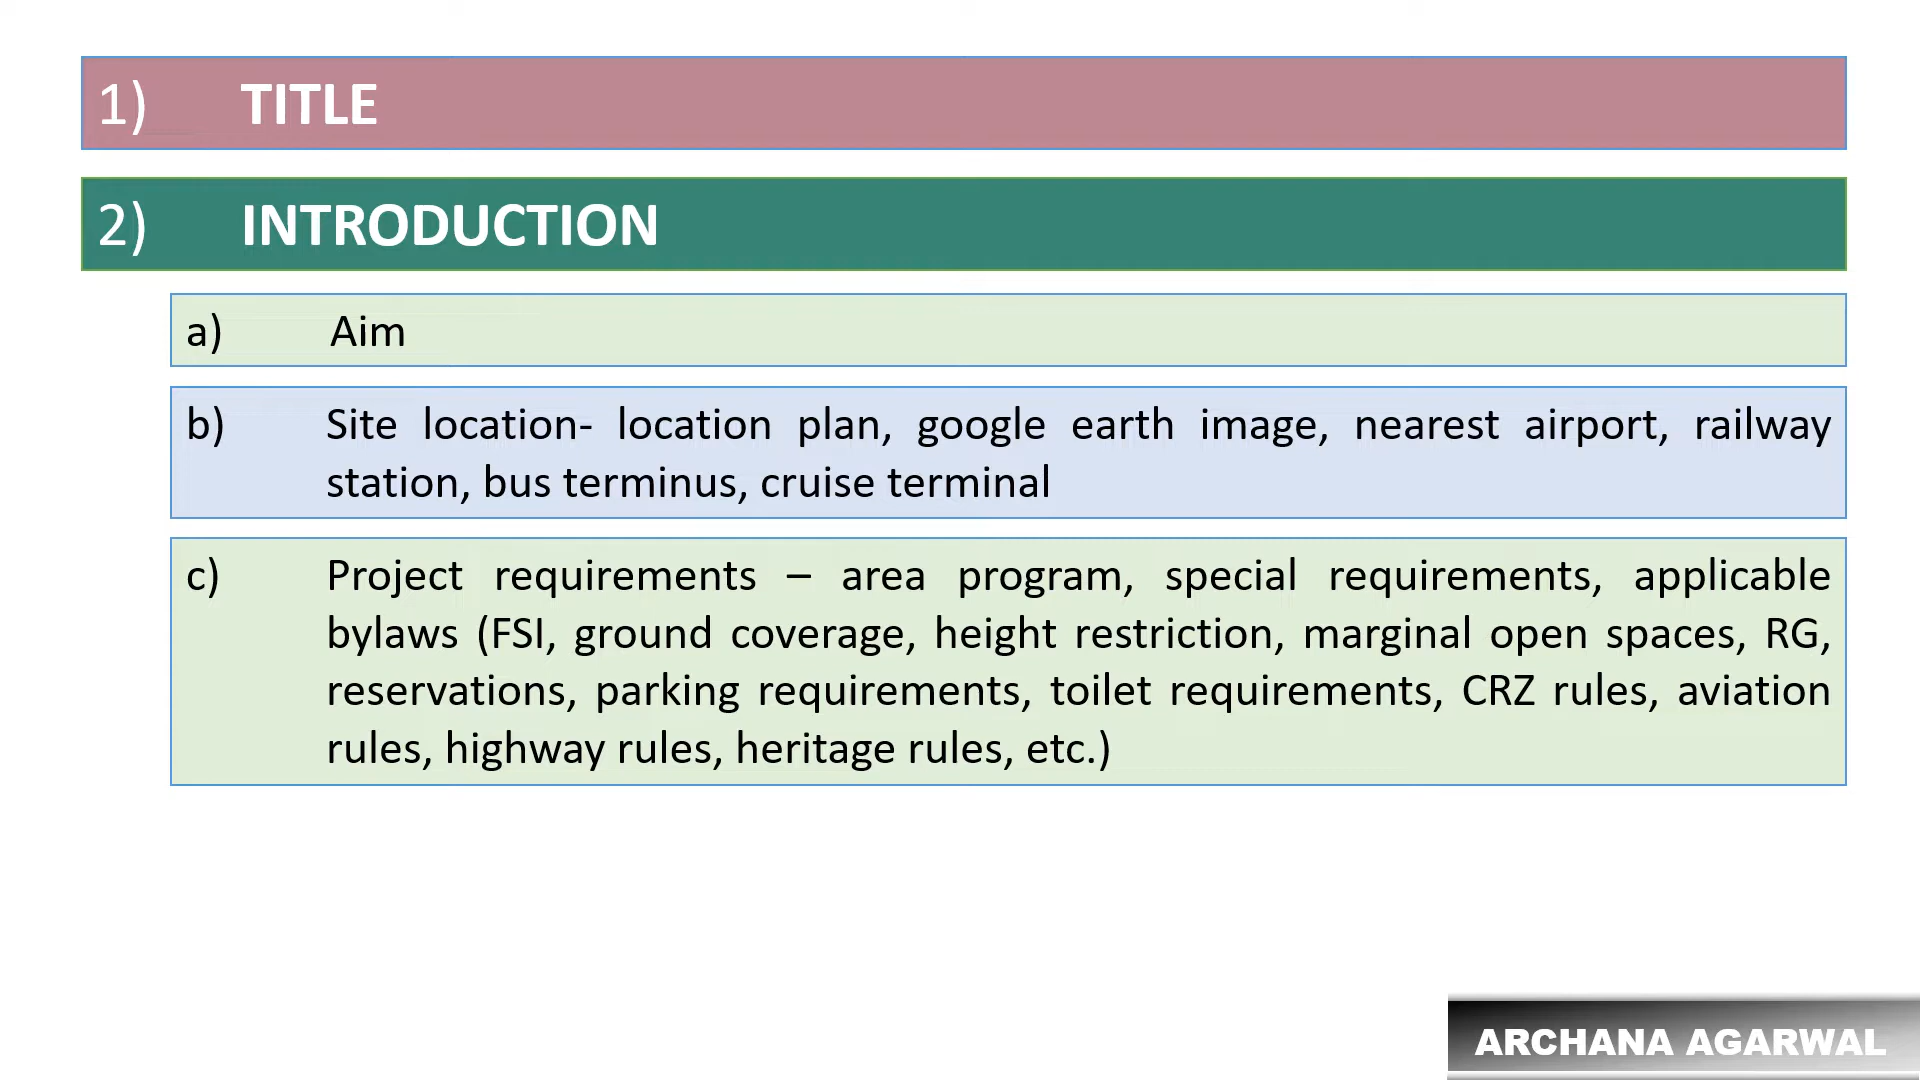 1) TITLE
2) INTRODUCTION
a) Aim
b) Site location- location plan, google earth image, nearest airport, railway
station, bus terminus, cruise terminal
c) Project requirements – area program, special requirements, applicable
bylaws (FSI, ground coverage, height restriction, marginal open spaces, RG,
reservations, parking requirements, toilet requirements, CRZ rules, aviation
rules, highway rules, heritage rules, etc.)
ARCHANA AGARWAL